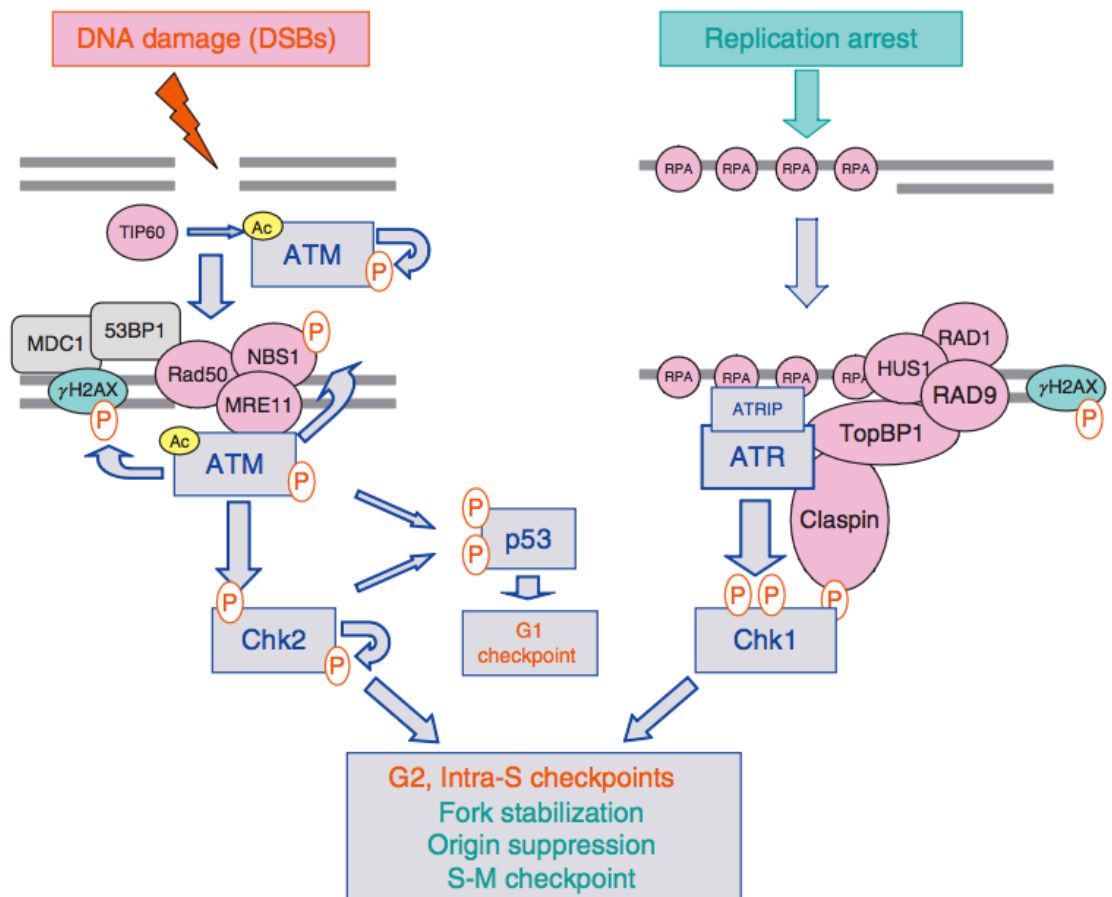 DNA damage (DSBs)
Replication arrest
RPA
RPA
RPA
RPA
TIP60
Ac
ATM
P
MDC1
53BP1
Rad50
NBS1
P
MRE11
γH2AX
P
Ac
ATM
P
RPA
RPA
RPA
RPA
HUS1
RAD1
RAD9
γH2AX
P
ATRIP
ATR
TopBP1
Claspin
P
P
p53
G1
checkpoint
P
Chk2
P
P
P
P
Chk1
G2, Intra-S checkpoints
Fork stabilization
Origin suppression
S-M checkpoint